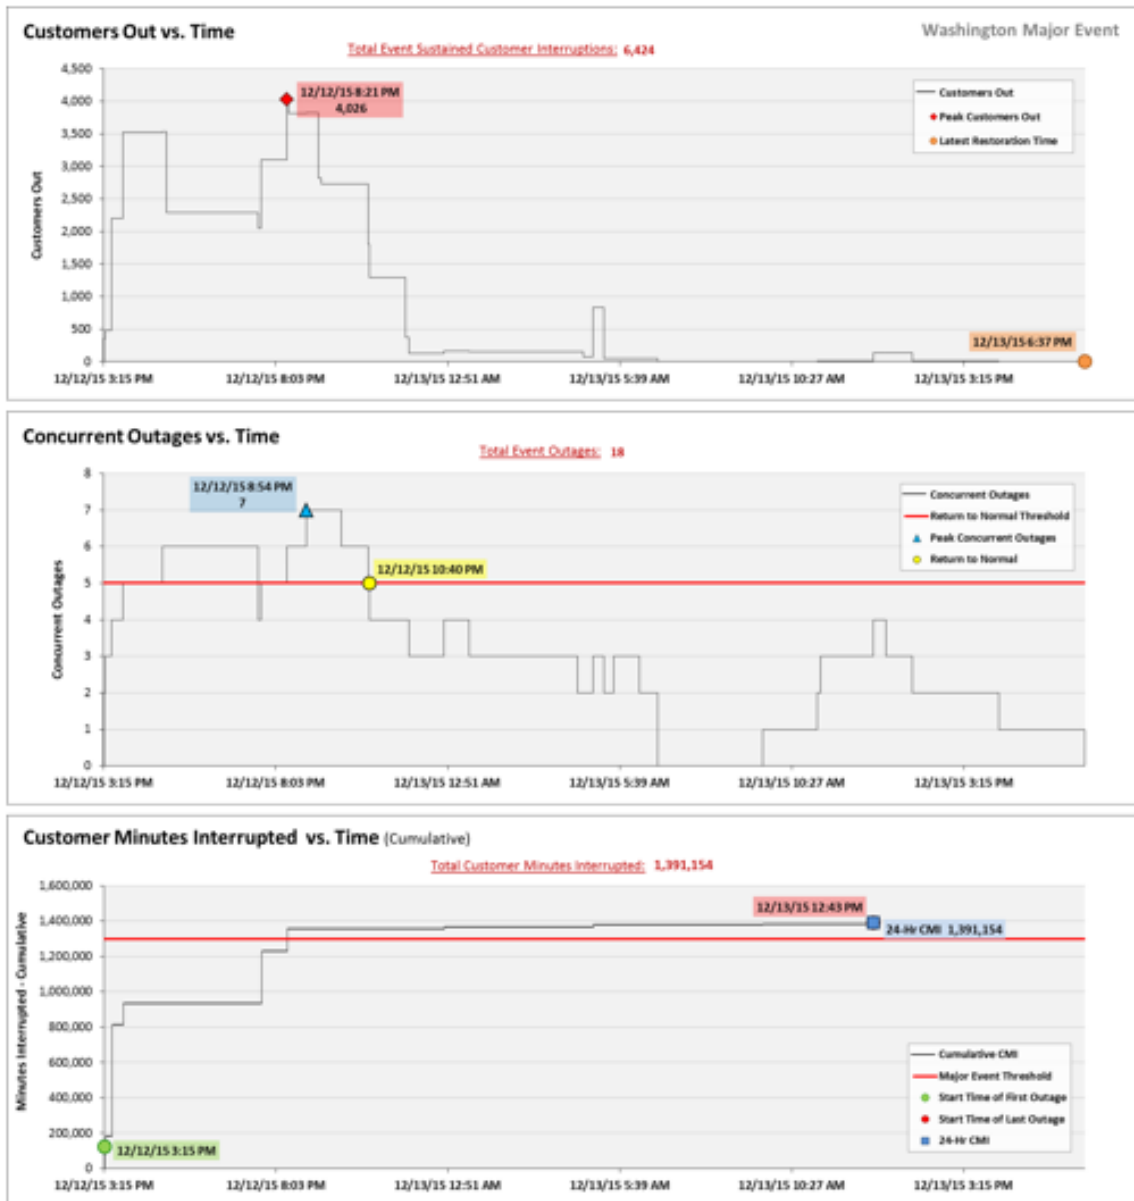 Customers Out vs. Time
Washington Major Event
Total Event Sustained Customer Interruptions: 6,424
4,500
4,000
3,500
3,000
2,500
2,000
1,500
1,000
500
0
Customers Out
12/12/15 8:21 PM
4,026
Customers Out
Peak Customers Out
Latest Restoration Time
12/13/15 6:37 PM
12/12/15 3:15 PM
12/12/15 8:03 PM
12/13/15 12:51 AM
12/13/15 5:39 AM
12/13/15 10:27 AM
12/13/15 3:15 PM
Concurrent Outages vs. Time
Total Event Outages: 18
8
7
6
5
4
3
2
1
0
Concurrent Outages
12/12/15 8:54 PM
7
12/12/15 10:40 PM
Concurrent Outages
Return to Normal Threshold
Peak Concurrent Outages
Return to Normal
12/12/15 3:15 PM
12/12/15 8:03 PM
12/13/15 12:51 AM
12/13/15 5:39 AM
12/13/15 10:27 AM
12/13/15 3:15 PM
Customer Minutes Interrupted vs. Time (Cumulative)
Total Customer Minutes Interrupted: 1,391,154
1,600,000
1,400,000
1,200,000
1,000,000
800,000
600,000
400,000
200,000
0
Minutes Interrupted - Cumulative
12/13/15 12:43 PM
24-Hr CMI 1,391,154
12/12/15 3:15 PM
Cumulative CMI
Major Event Threshold
Start Time of First Outage
Start Time of Last Outage
24-Hr CMI
12/12/15 3:15 PM
12/12/15 8:03 PM
12/13/15 12:51 AM
12/13/15 5:39 AM
12/13/15 10:27 AM
12/13/15 3:15 PM